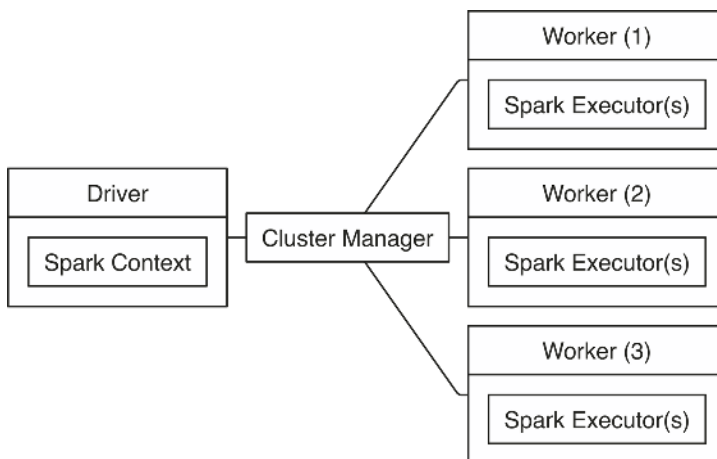 Worker (1)
Spark Executor(s)
Driver
Spark Context
Cluster Manager
Worker (2)
Spark Executor(s)
Worker (3)
Spark Executor(s)